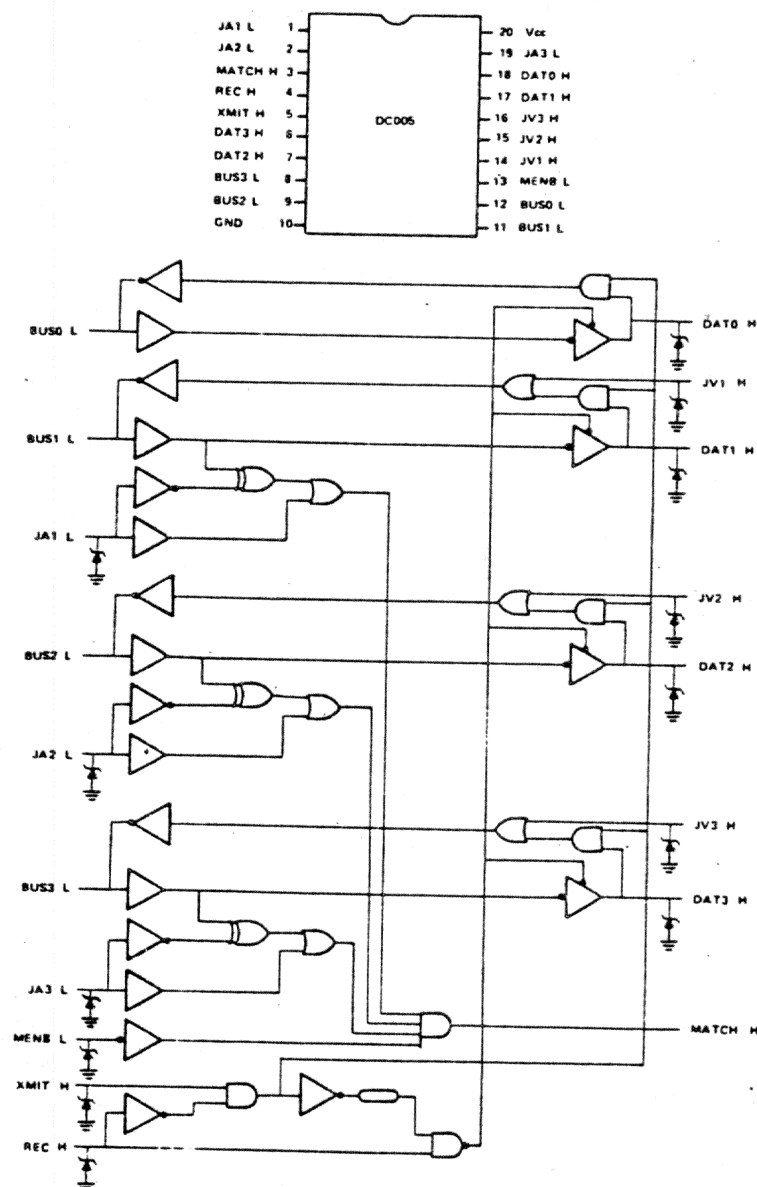 JA1 L 1
JA2 L 2
MATCH H 3
REC H 4
XMIT H 5
DAT3 H 6
DAT2 H 7
BUS3 L 8
BUS2 L 9
GND 10
DC005
20 Vcc
19 JA3 L
18 DAT0 H
17 DAT1 H
16 JV3 H
15 JV2 H
14 JV1 H
13 MENB L
12 BUS0 L
11 BUS1 L
BUS0 L
DAT0 H
JV1 H
BUS1 L
DAT1 H
JA1 L
JV2 H
BUS2 L
DAT2 H
JA2 L
JV3 H
BUS3 L
DAT3 H
JA3 L
MATCH H
MENB L
XMIT H
REC H